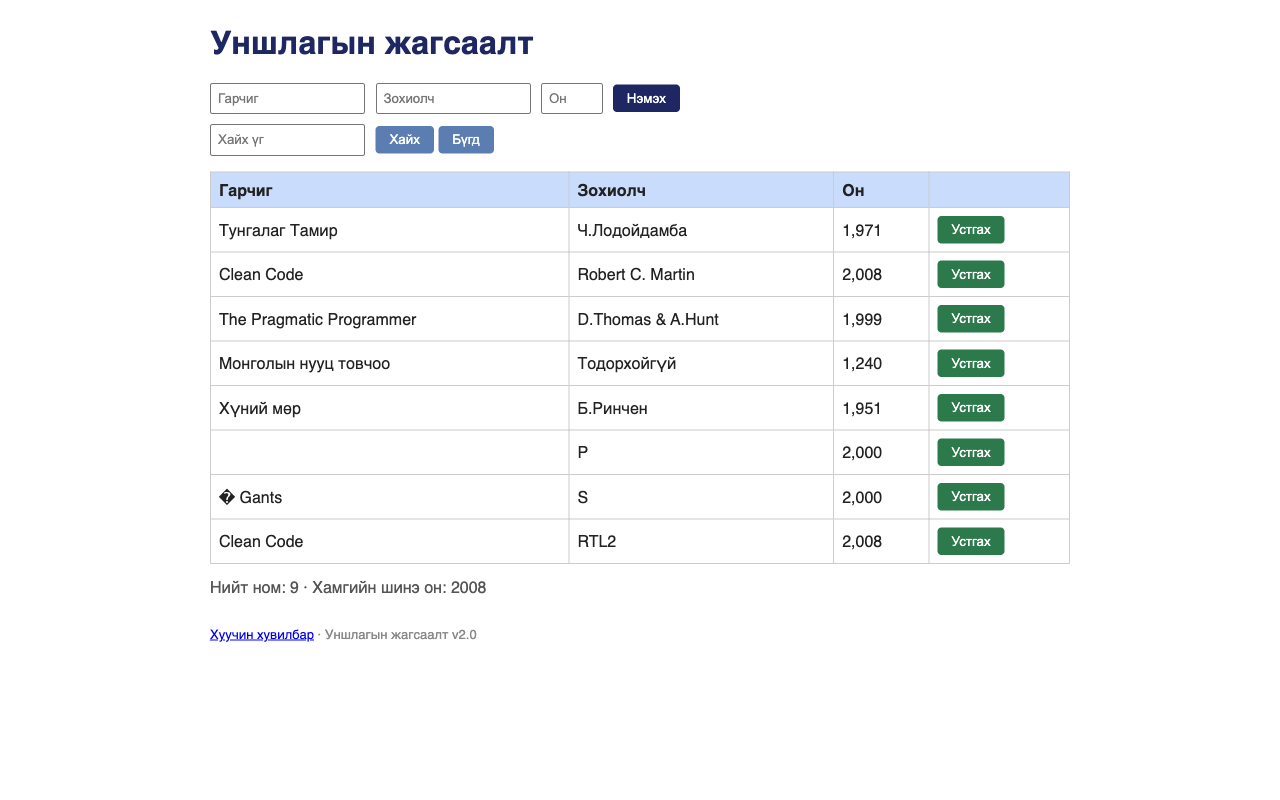 Уншлагын жагсаалт
Гарчиг Зохиолч Он Нэмэх
Хайх үг Хайх Бүгд
Гарчиг Зохиолч Он
Тунгалаг Тамир Ч.Лодойдамба 1,971 Устгах
Clean Code Robert C. Martin 2,008 Устгах
The Pragmatic Programmer D.Thomas & A.Hunt 1,999 Устгах
Монголын нууц товчоо Тодорхойгүй 1,240 Устгах
Хүний мөр Б.Ринчен 1,951 Устгах
P 2,000 Устгах
� Gants S 2,000 Устгах
Clean Code RTL2 2,008 Устгах
Нийт ном: 9 · Хамгийн шинэ он: 2008
Хуучин хувилбар · Уншлагын жагсаалт v2.0